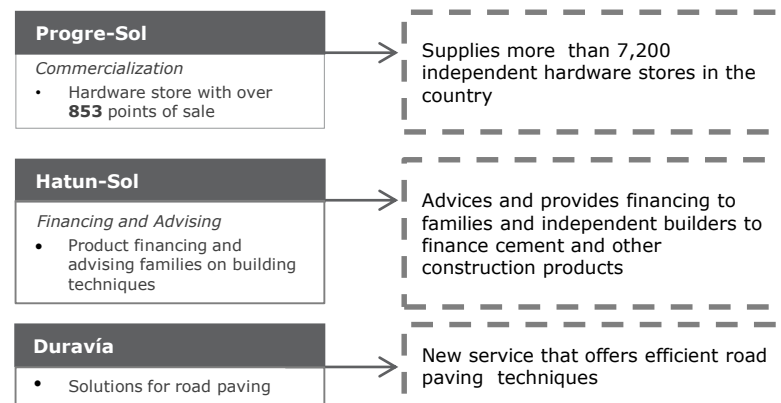 Progre-Sol
Commercialization
• Hardware store with over
853 points of sale
Supplies more than 7,200
independent hardware stores in the
country
Hatun-Sol
Financing and Advising
• Product financing and
advising families on building
techniques
Advices and provides financing to
families and independent builders to
finance cement and other
construction products
Duravía
• Solutions for road paving
New service that offers efficient road
paving techniques